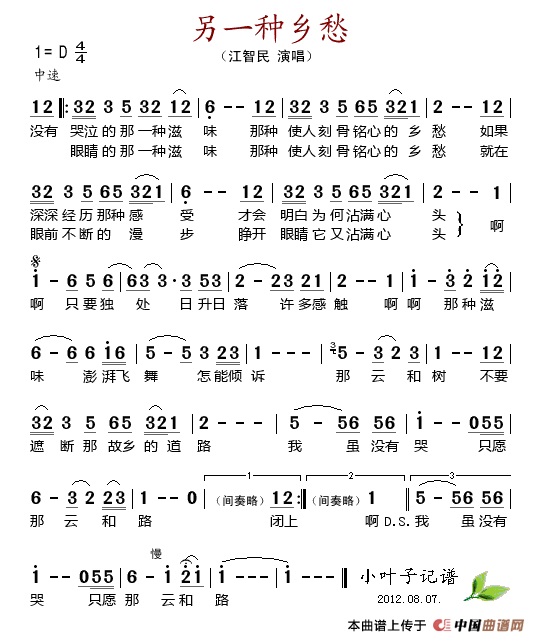 另一种乡愁
（江智民 演唱）
1= D 4/4
中速
12 ‖: 32 3 5 32 12 | 6 - - 12 | 32 3 5 65 321 | 2 - - 12 |
没有 哭泣的那一种滋 味 那种 使人刻骨铭心的 乡 愁 如果
眼睛的那一种滋 味 那种 使人刻骨铭心的 乡 愁 就在
32 3 5 65 321 | 6 - - 12 | 32 3 5 65 321 | 1 - - 1 |
深深经历那种感 受 才会 明白为何沾满心 头 啊
眼前不断的 漫 步 睁开 眼睛它又沾满心 头
1 - 65 5 | 63 3 · 3 53 | 2 - 23 21 | 2 - - 1 | 1 - 3 2 12 |
啊 只要独 处 日升日 落 许多感 触 啊 啊 那种滋
6 - 6 6 16 | 5 - 5 3 23 | 1 - - - | 3 5 - 3 2 3 | 1 - - 12 |
味 澎湃飞 舞 怎能倾 诉 那 云 和 树 不要
32 3 5 65 321 | 2 - - - | 5 - 56 56 | 1 - 055 |
遮 断 那 故乡 的 道 路 我 虽 没有 哭 只愿
6 - 3 2 23 | 1 - - 0 | (间奏略) 12 :‖ (间奏略) 1 | 5 - 56 56 |
1 2 3
那 云 和 路 闭上 啊 D.S. 我 虽 没有
慢
1 - 055 | 6 - 1 21 | 1 - - | 1 - - ‖
哭 只愿 那 云 和 路
小叶子记谱
2012.08.07.
本曲谱上传于 中国曲谱网